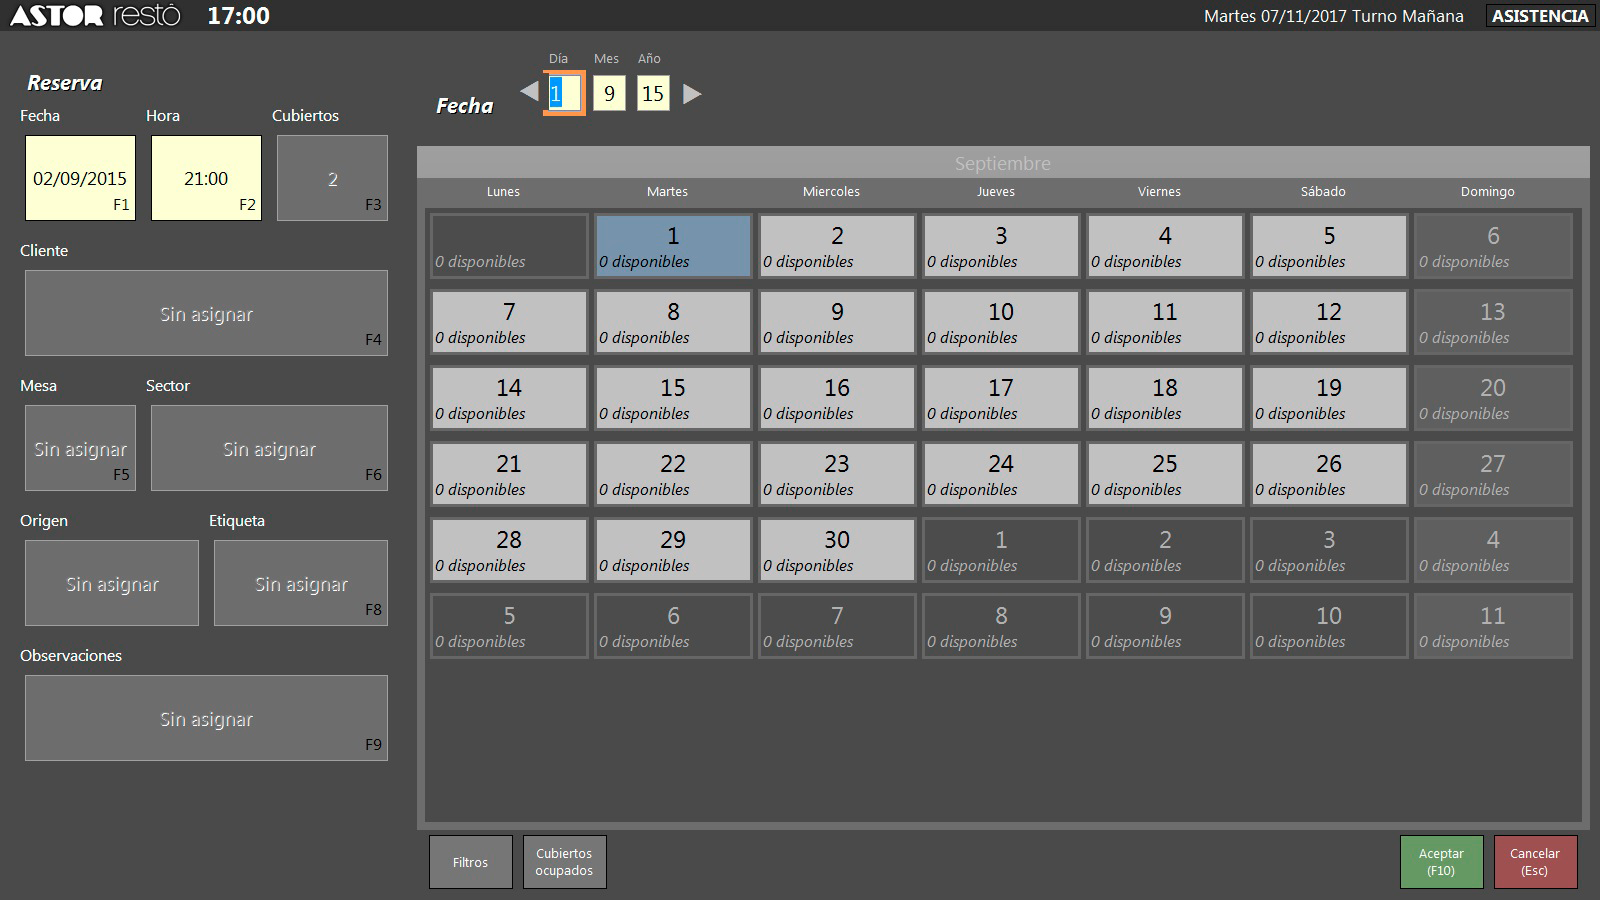 ASTOR restó 17:00 Martes 07/11/2017 Turno Mañana ASISTENCIA
Reserva
Fecha Hora Cubiertos
02/09/2015 21:00 2
F1 F2 F3
Cliente
Sin asignar
F4
Mesa Sector
Sin asignar Sin asignar
F5 F6
Origen Etiqueta
Sin asignar Sin asignar
F8
Observaciones
Sin asignar
F9
Día Mes Año
Fecha 1 9 15
Septiembre
Lunes Martes Miercoles Jueves Viernes Sábado Domingo
1 2 3 4 5 6
0 disponibles 0 disponibles 0 disponibles 0 disponibles 0 disponibles 0 disponibles 0 disponibles
7 8 9 10 11 12 13
0 disponibles 0 disponibles 0 disponibles 0 disponibles 0 disponibles 0 disponibles 0 disponibles
14 15 16 17 18 19 20
0 disponibles 0 disponibles 0 disponibles 0 disponibles 0 disponibles 0 disponibles 0 disponibles
21 22 23 24 25 26 27
0 disponibles 0 disponibles 0 disponibles 0 disponibles 0 disponibles 0 disponibles 0 disponibles
28 29 30 1 2 3 4
0 disponibles 0 disponibles 0 disponibles 0 disponibles 0 disponibles 0 disponibles 0 disponibles
5 6 7 8 9 10 11
0 disponibles 0 disponibles 0 disponibles 0 disponibles 0 disponibles 0 disponibles 0 disponibles
Filtros
Cubiertos
ocupados
Aceptar
(F10)
Cancelar
(Esc)